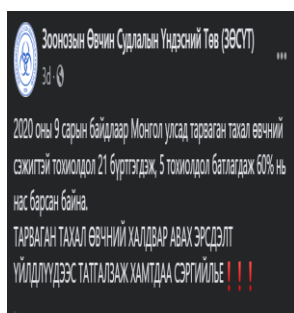 Зоонозын Өвчин Судлалын Үндэсний Төв (ЗӨСҮТ)
3d ·
2020 оны 9 сарын байдлаар Монгол улсад тарваган тахал өвчний
сэжигтэй тохиолдол 21 бүртгэгдэж, 5 тохиолдол батлагдаж 60% нь
нас барсан байна.
ТАРВАГАН ТАХАЛ ӨВЧНИЙ ХАЛДВАР АВАХ ЭРСДЭЛТ
ҮЙЛДЛҮҮДЭЭС ТАТГАЛЗАЖ ХАМТДАА СЭРГИЙЛЬЕ❗❗❗